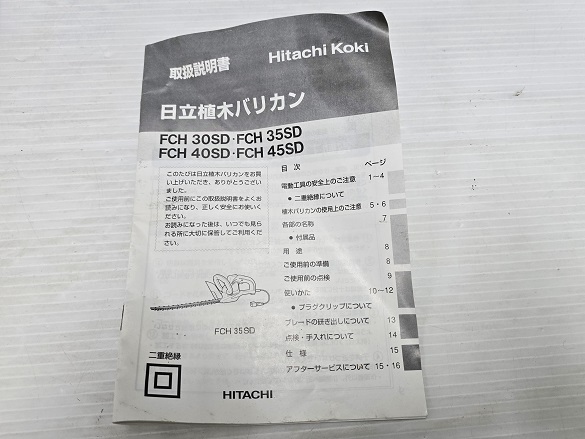 取扱説明書
Hitachi Koki
日立植木バリカン
FCH 30SD・FCH 35SD
FCH 40SD・FCH 45SD
このたびは日立植木バリカンをお買
い上げいただき、ありがとうござい
ました。
ご使用前にこの取扱説明書をよくお
読みになり、正しく安全にお使いく
ださい。
お読みになった後は、いつでも見ら
れる所に大切に保管してご利用くだ
さい。
FCH 35SD
二重絶縁
目 次 ページ
電動工具の安全上のご注意 1～4
● 二重絶縁について
植木バリカンの使用上のご注意 5・6
各部の名称 7
● 付属品
用 途 8
ご使用前の準備 8
ご使用前の点検 9
使いかた 10～12
● プラグクリップについて
ブレードの研ぎ出しについて 13
点検・手入れについて 14
仕 様 15
アフターサービスについて 15・16
HITACHI